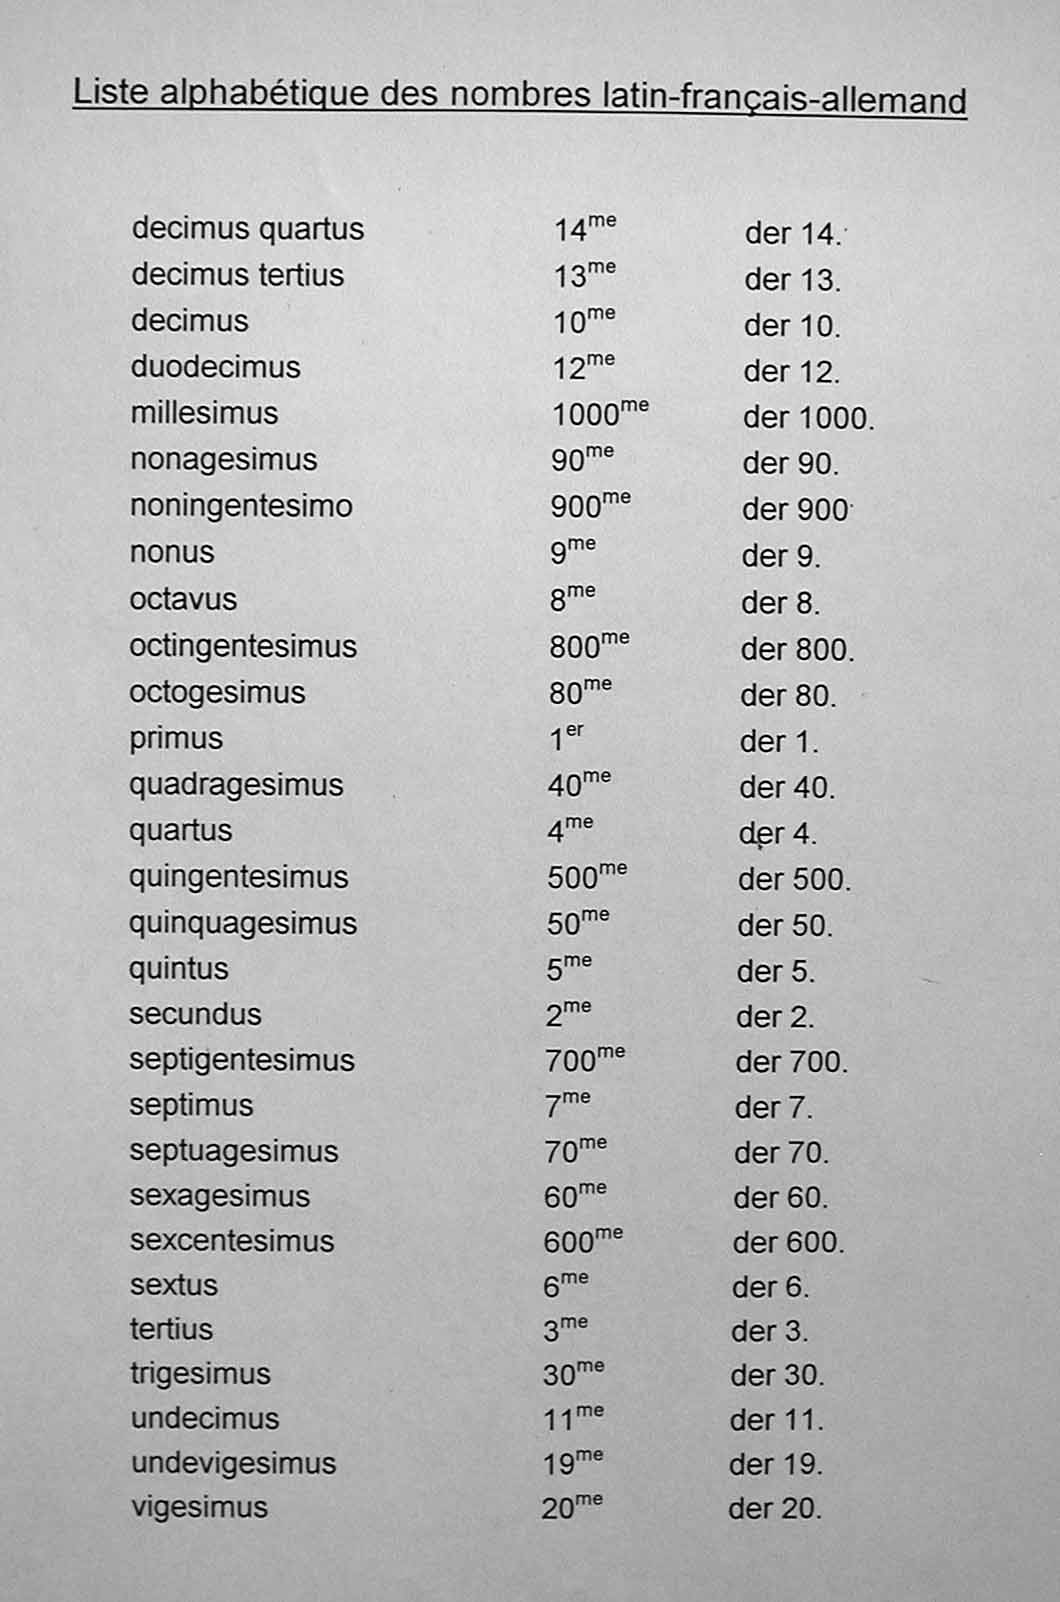 Liste alphabétique des nombres latin-français-allemand
decimus quartus 14me der 14.
decimus tertius 13me der 13.
decimus 10me der 10.
duodecimus 12me der 12.
millesimus 1000me der 1000.
nonagesimus 90me der 90.
noningentesimo 900me der 900.
nonus 9me der 9.
octavus 8me der 8.
octingentesimus 800me der 800.
octogesimus 80me der 80.
primus 1er der 1.
quadragesimus 40me der 40.
quartus 4me der 4.
quingentesimus 500me der 500.
quinquagesimus 50me der 50.
quintus 5me der 5.
secundus 2me der 2.
septigentesimus 700me der 700.
septimus 7me der 7.
septuagesimus 70me der 70.
sexagesimus 60me der 60.
sexcentesimus 600me der 600.
sextus 6me der 6.
tertius 3me der 3.
trigesimus 30me der 30.
undecimus 11me der 11.
undevigesimus 19me der 19.
vigesimus 20me der 20.